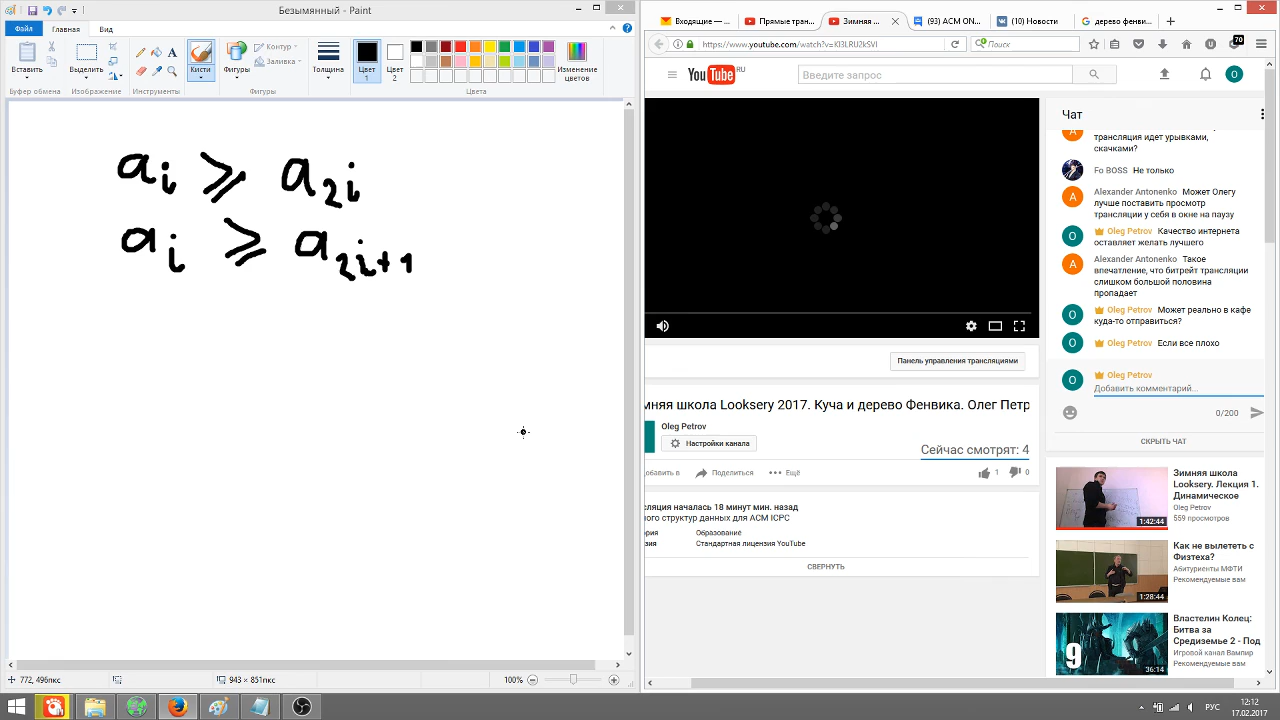 Безымянный - Paint
Файл
Главная
Вид
Вставить
Выделить
Кисти
Фигуры
Контур
Заливка
Толщина
Цвет 1
Цвет 2
Изменение цветов
Буфер обмена
Изображение
Инструменты
Фигуры
Цвета
a_i ⩾ a_2i
a_i ⩾ a_2i+1
772, 496пкс
943 × 851пкс
100%
Входящие —...
Прямые тран...
Зимняя ...
(93) ACM ON...
(10) Новости
дерево фенви...
https://www.youtube.com/watch?v=KI3LRU2kSVI
Поиск
70
YouTube RU
Введите запрос
O
Панель управления трансляциями
мняя школа Looksery 2017. Куча и дерево Фенвика. Олег Петр
Oleg Petrov
Настройки канала
Сейчас смотрят: 4
обавить в
Поделиться
Ещё
1
0
сляция началась 18 минут мин. назад
ного структур данных для ACM ICPC
ория
Образование
зия
Стандартная лицензия YouTube
СВЕРНУТЬ
Чат
трансляция идет урывками,
скачками?
Fo BOSS Не только
Alexander Antonenko Может Олегу
лучше поставить просмотр
трансляции у себя в окне на паузу
Oleg Petrov Качество интернета
оставляет желать лучшего
Alexander Antonenko Такое
впечатление, что битрейт трансляции
слишком большой половина
пропадает
Oleg Petrov Может реально в кафе
куда-то отправиться?
Oleg Petrov Если все плохо
Oleg Petrov
Добавить комментарий...
0/200
СКРЫТЬ ЧАТ
Зимняя школа
Looksery. Лекция 1.
Динамическое
Oleg Petrov
559 просмотров
1:42:44
Как не вылететь с
Физтеха?
Абитуриенты МФТИ
Рекомендуемые вам
1:28:44
Властелин Колец:
Битва за
Средиземье 2 - Под
Игровой канал Вампир
Рекомендуемые вам
9
36:14
РУС
12:12
17.02.2017